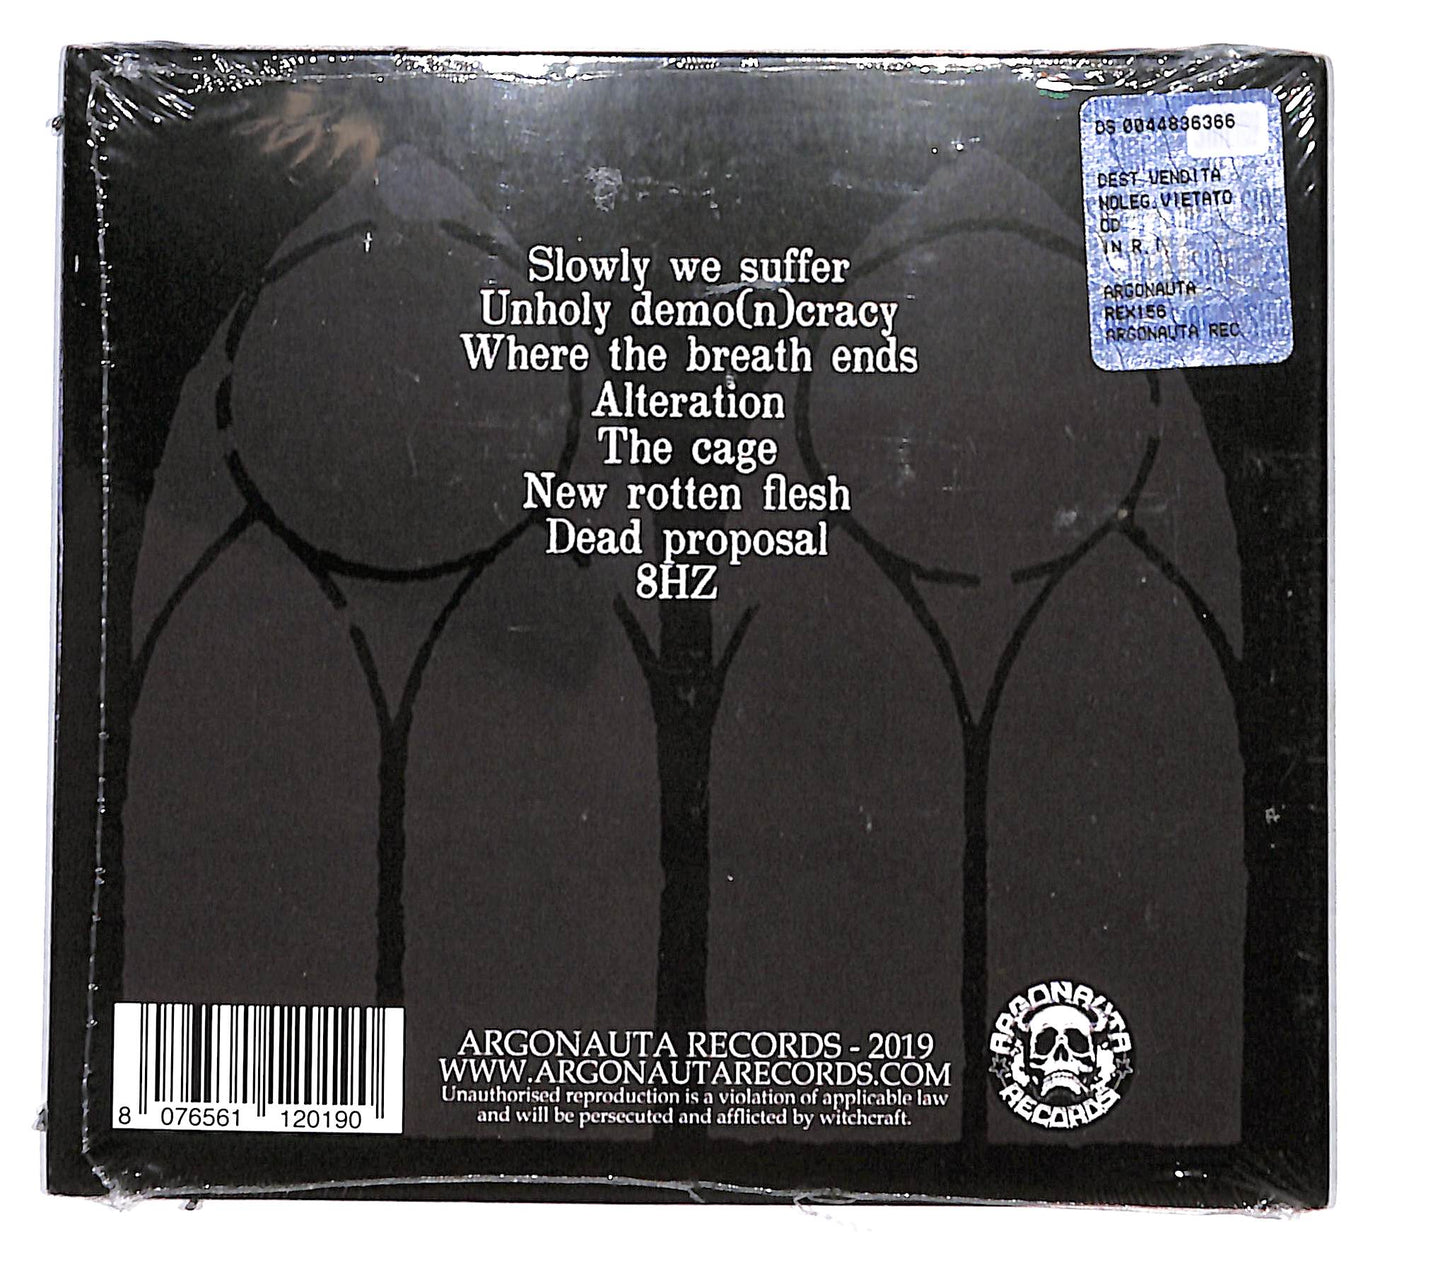 DS 0044836366
DEST.VENDITA
NOLEG.VIETATO
CD
IN R.
ARGONAUTA -
REX156
ARGONAUTA REC.
Slowly we suffer
Unholy demo(n)cracy
Where the breath ends
Alteration
The cage
New rotten flesh
Dead proposal
8HZ
8 076561 120190
ARGONAUTA RECORDS - 2019
WWW.ARGONAUTARECORDS.COM
Unauthorised reproduction is a violation of applicable law
and will be persecuted and afflicted by witchcraft.
ARGONAUTA
RECORDS